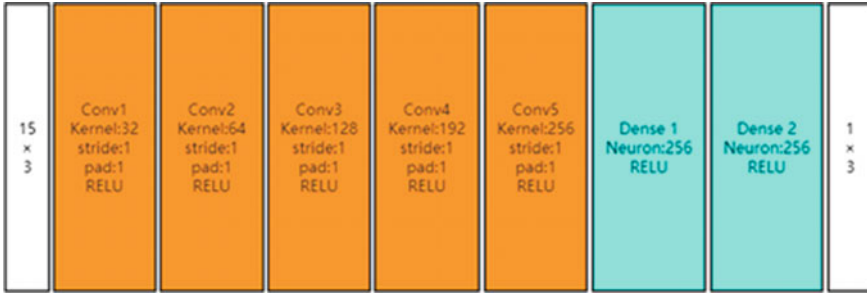 15
×
3
Conv1
Kernel:32
stride:1
pad:1
RELU
Conv2
Kernel:64
stride:1
pad:1
RELU
Conv3
Kernel:128
stride:1
pad:1
RELU
Conv4
Kernel:192
stride:1
pad:1
RELU
Conv5
Kernel:256
stride:1
pad:1
RELU
Dense 1
Neuron:256
RELU
Dense 2
Neuron:256
RELU
1
×
3